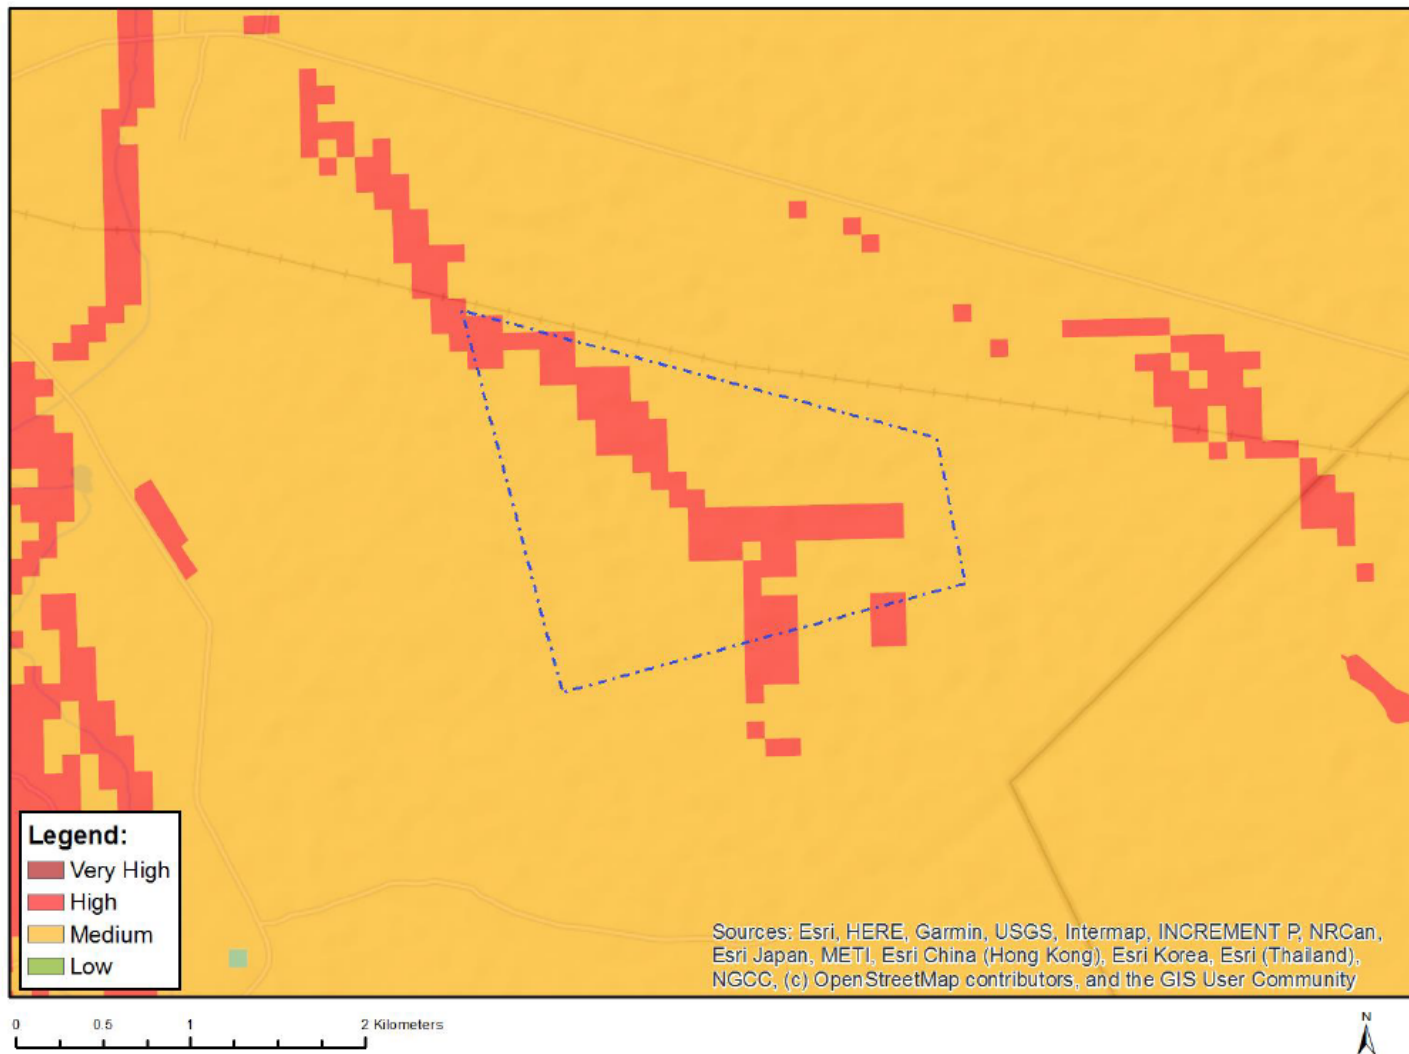 Legend:
Very High
High
Medium
Low
Sources: Esri, HERE, Garmin, USGS, Intermap, INCREMENT P, NRCan,
Esri Japan, METI, Esri China (Hong Kong), Esri Korea, Esri (Thailand),
NGCC, (c) OpenStreetMap contributors, and the GIS User Community
0 0.5 1 2 Kilometers
N